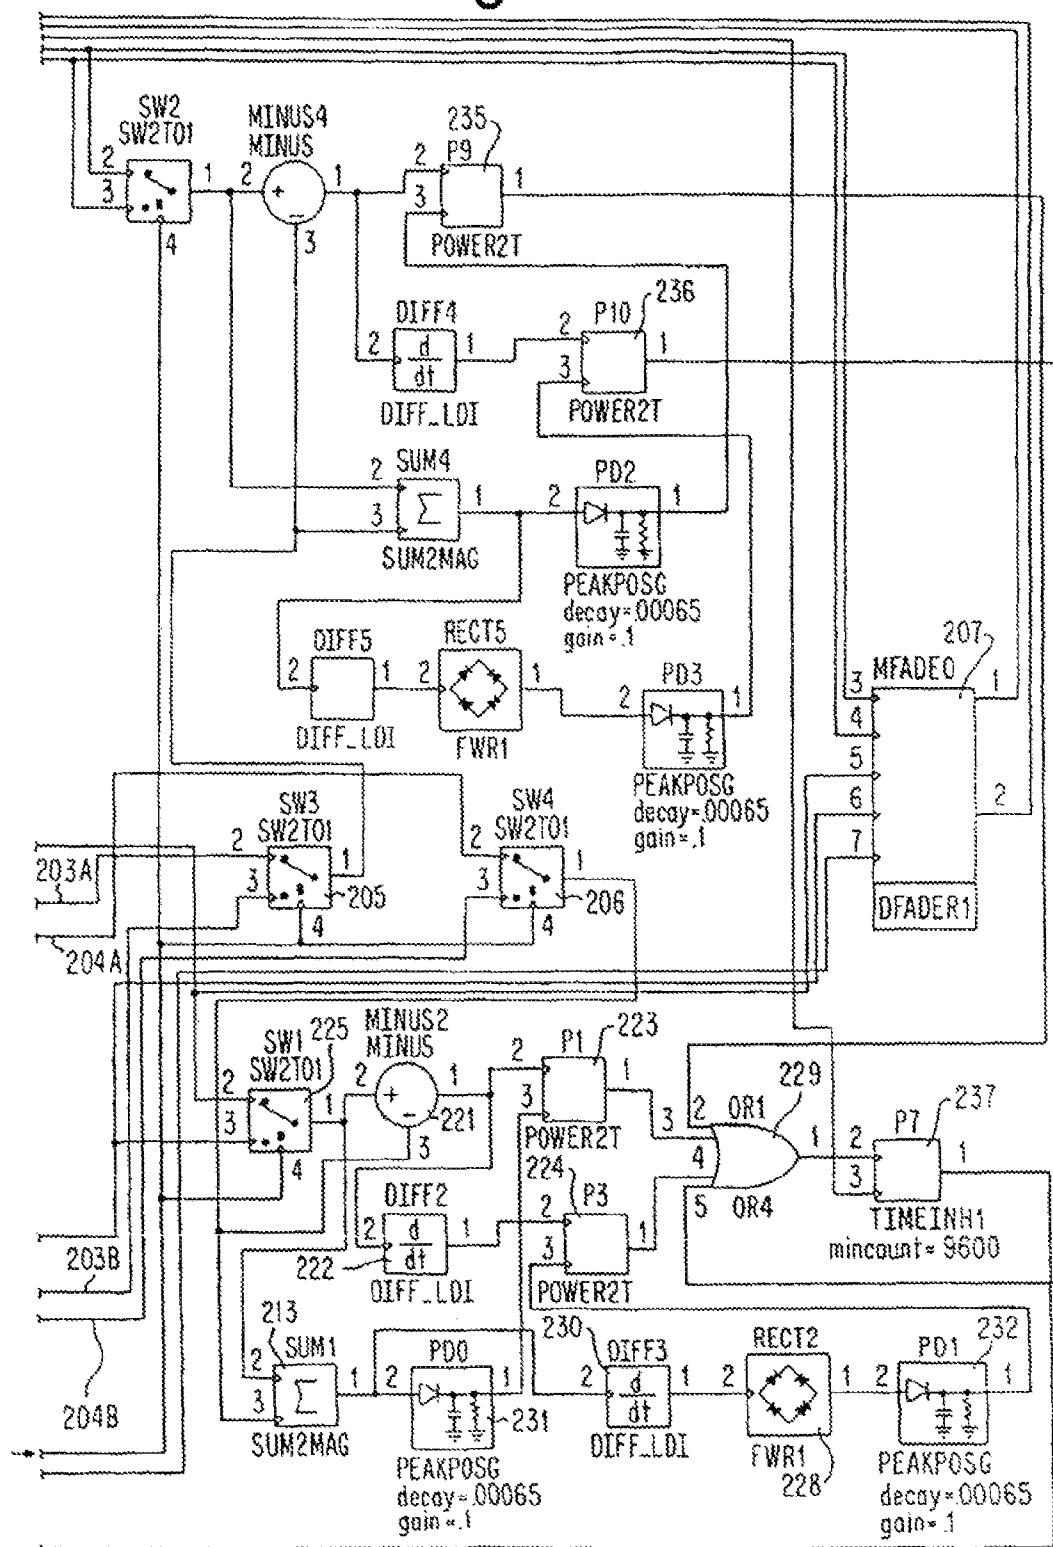 SW2
SW2TO1
2
3
1
4
MINUS4
MINUS
2
+
−
1
3
235
P9
2
3
1
POWER2T
DIFF4
2
d
dt
1
DIFF_LDI
236
P10
2
3
1
POWER2T
SUM4
2
3
Σ
1
SUM2MAG
PD2
2
1
PEAKPOSG
decay=.00065
gain=.1
DIFF5
2
1
DIFF_LDI
RECT5
2
1
FWR1
PD3
2
1
PEAKPOSG
decay=.00065
gain=.1
207
MFADE0
3
4
5
6
7
1
2
DFADER1
SW3
SW2TO1
2
3
1
4
205
SW4
SW2TO1
2
3
1
4
206
203A
204A
225
SW1
SW2TO1
2
3
1
4
MINUS2
MINUS
2
+
−
1
3
221
223
P1
2
3
1
POWER2T
224
P3
2
3
1
POWER2T
DIFF2
2
d
dt
1
222
DIFF_LDI
229
OR1
2
3
4
5
1
OR4
237
P7
2
3
1
TIMEINH1
mincount= 9600
203B
204B
213
SUM1
2
3
Σ
1
SUM2MAG
PD0
2
1
231
PEAKPOSG
decay=.00065
gain=.1
230
DIFF3
2
d
dt
1
DIFF_LDI
RECT2
2
1
FWR1
228
232
PD1
2
1
PEAKPOSG
decay=.00065
gain=.1